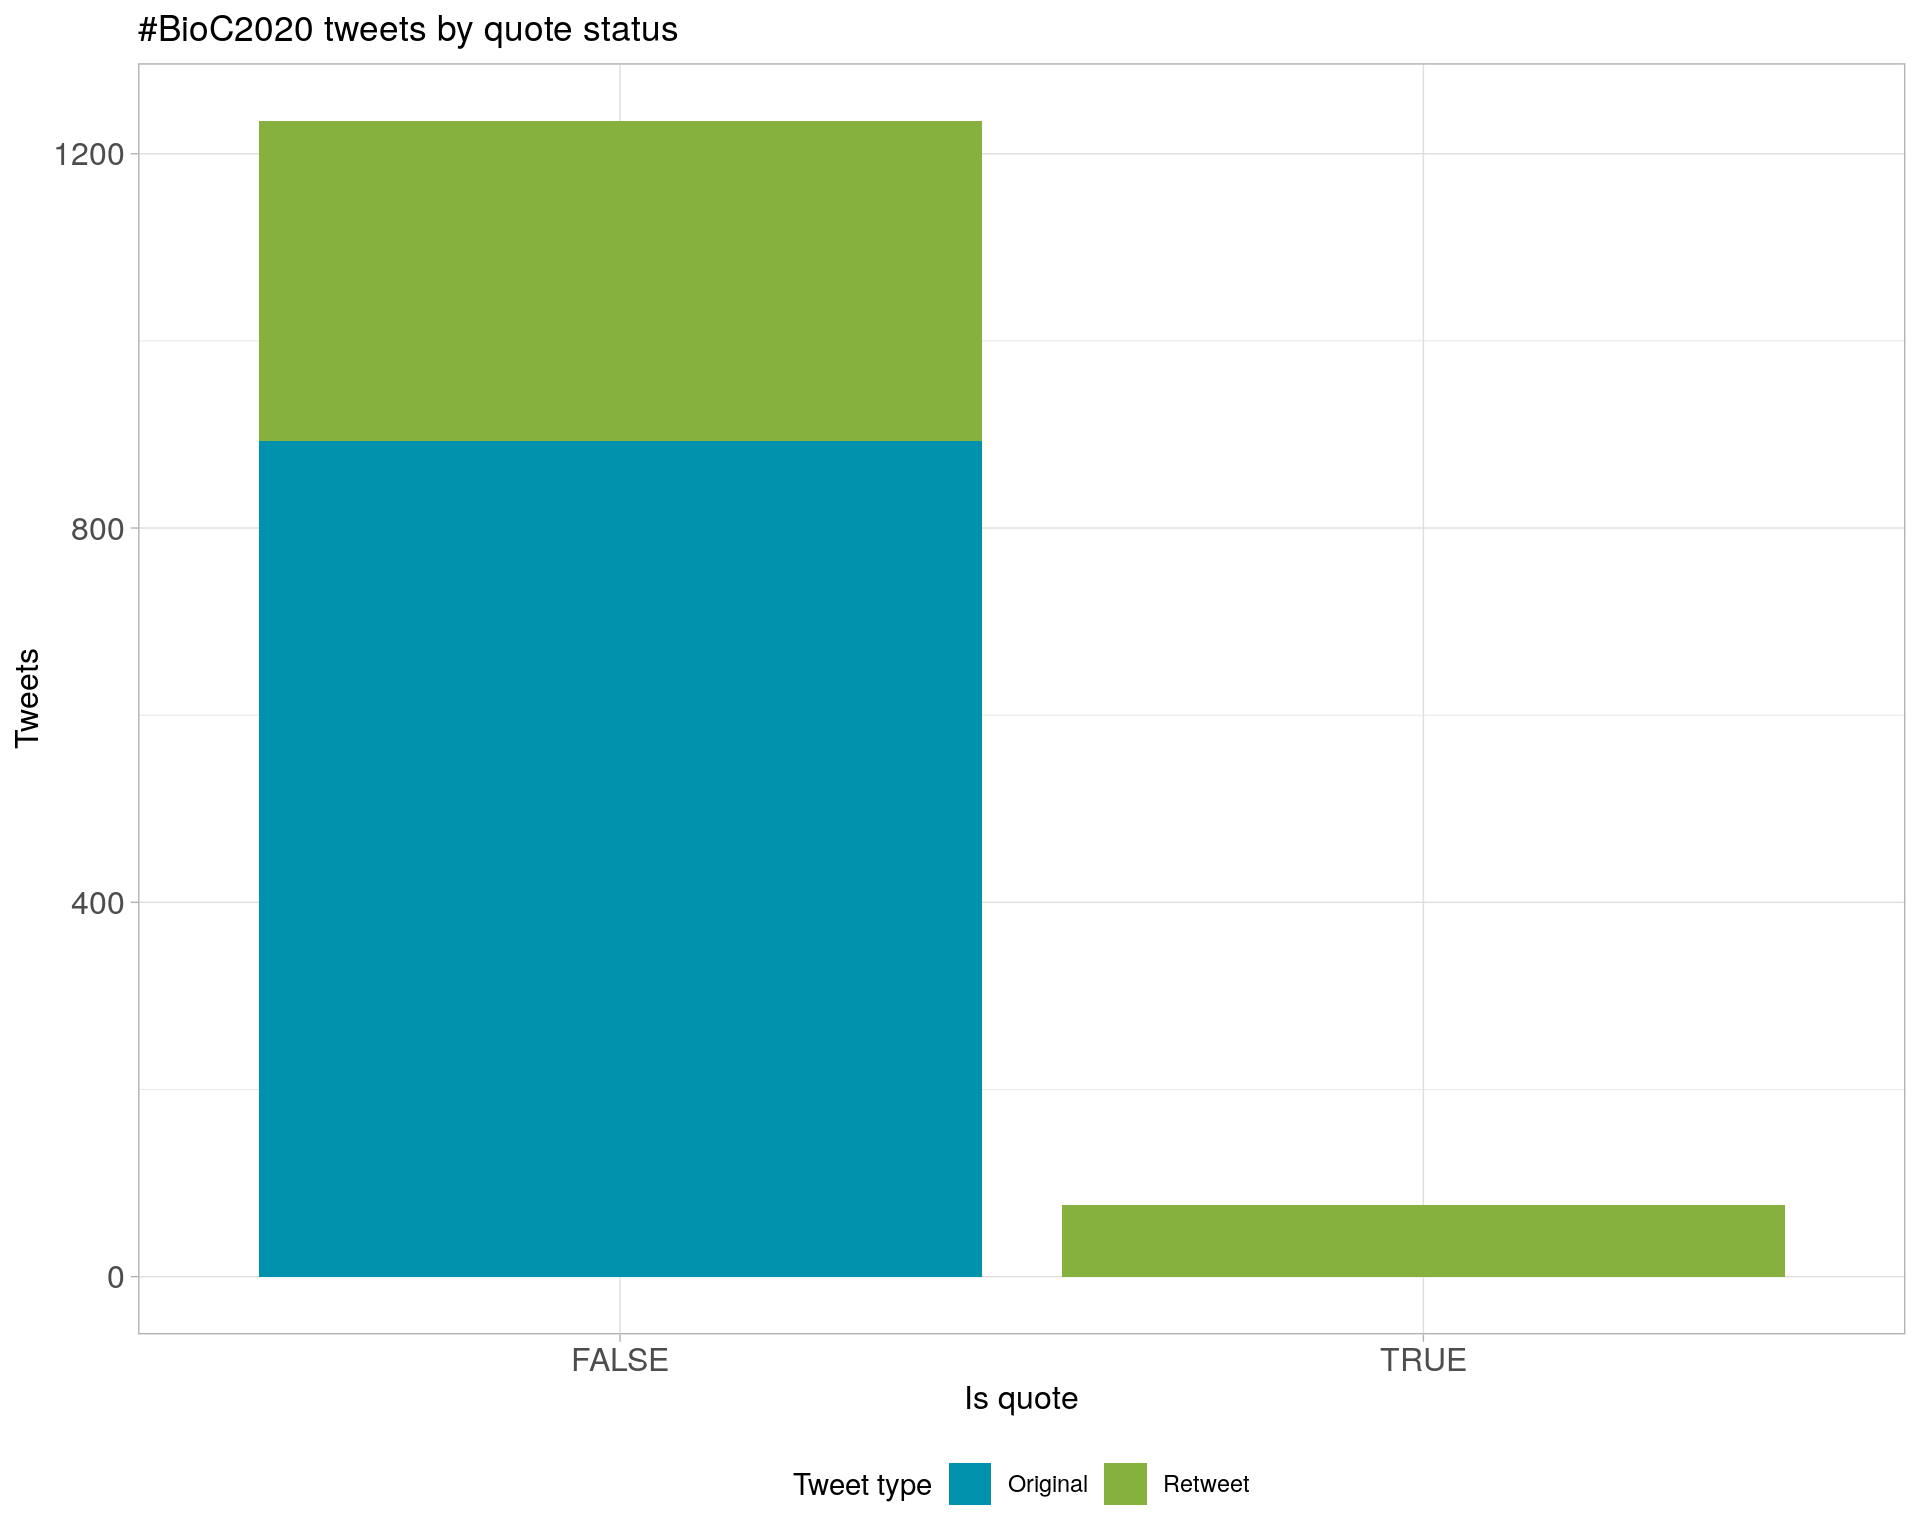 #BioC2020 tweets by quote status
1200
800
400
0
Tweets
FALSE TRUE
Is quote
Tweet type Original Retweet